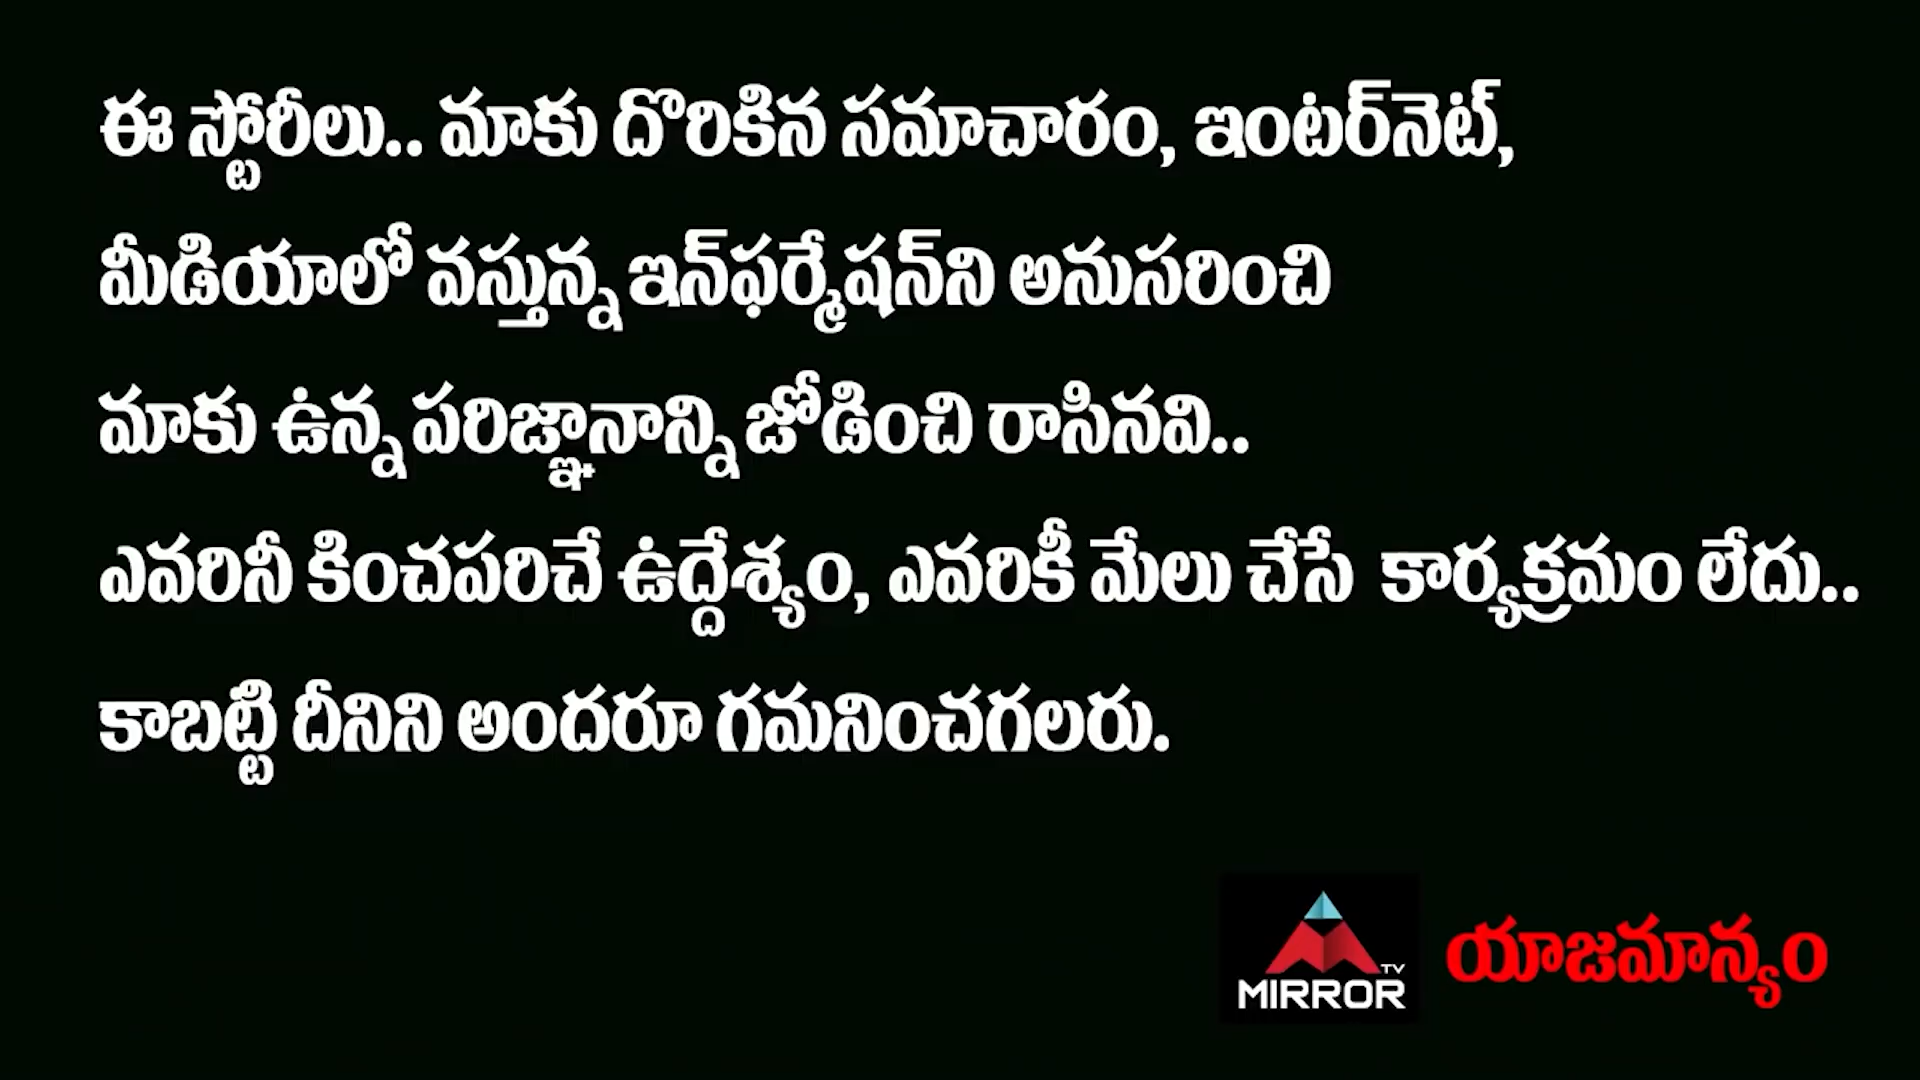 ఈ స్టోరీలు.. మాకు దొరికిన సమాచారం, ఇంటర్‌నెట్,
మీడియాలో వస్తున్న ఇన్‌ఫర్మేషన్‌ని అనుసరించి
మాకు ఉన్న పరిజ్ఞానాన్ని జోడించి రాసినవి..
ఎవరినీ కించపరిచే ఉద్దేశ్యం, ఎవరికీ మేలు చేసే కార్యక్రమం లేదు..
కాబట్టి దీనిని అందరూ గమనించగలరు.
TV
MIRROR
యాజమాన్యం